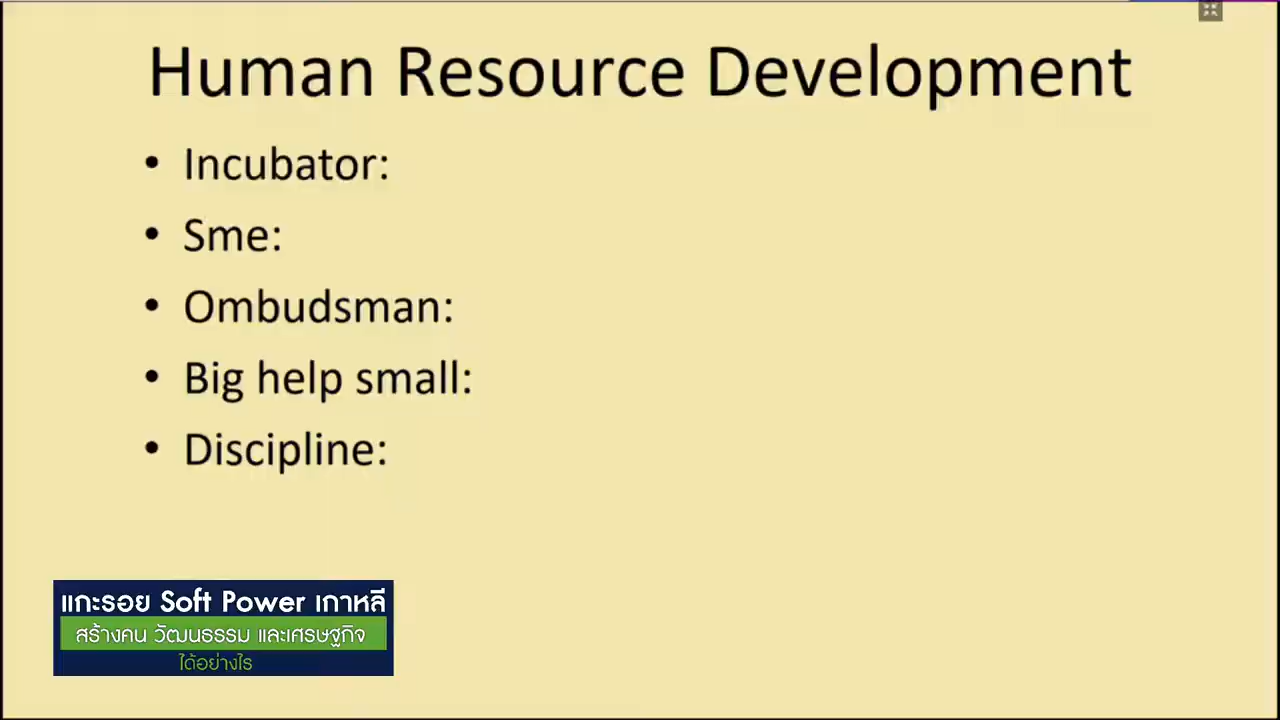 Human Resource Development
• Incubator:
• Sme:
• Ombudsman:
• Big help small:
• Discipline:
แกะรอย Soft Power เกาหลี
สร้างคน วัฒนธรรม และเศรษฐกิจ
ได้อย่างไร